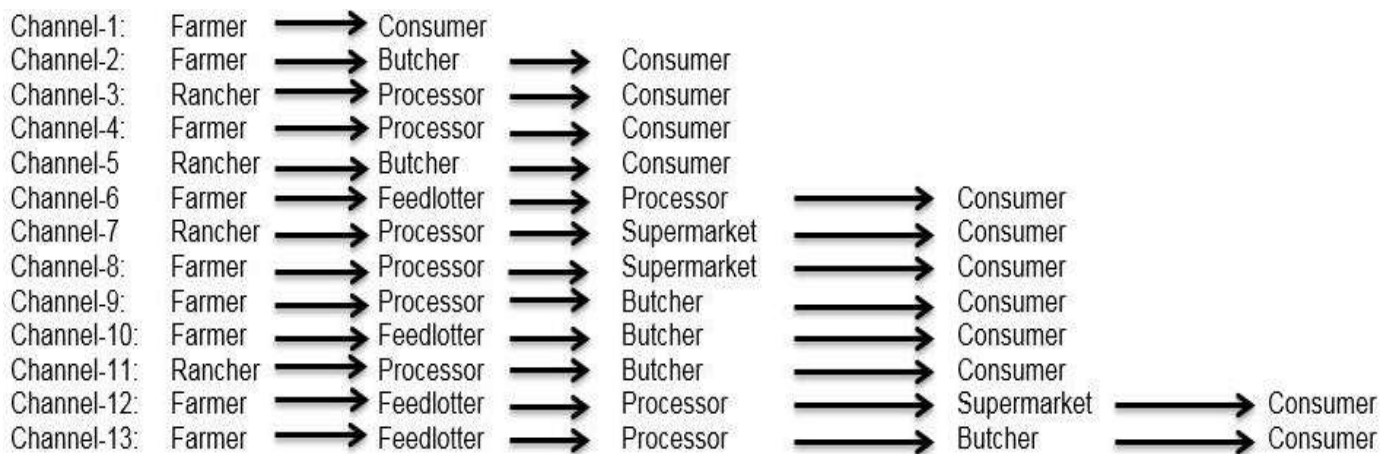 Channel-1: Farmer Consumer
Channel-2: Farmer Butcher Consumer
Channel-3: Rancher Processor Consumer
Channel-4: Farmer Processor Consumer
Channel-5 Rancher Butcher Consumer
Channel-6 Farmer Feedlotter Processor Consumer
Channel-7 Rancher Processor Supermarket Consumer
Channel-8: Farmer Processor Supermarket Consumer
Channel-9: Farmer Processor Butcher Consumer
Channel-10: Farmer Feedlotter Butcher Consumer
Channel-11: Rancher Processor Butcher Consumer
Channel-12: Farmer Feedlotter Processor Supermarket Consumer
Channel-13: Farmer Feedlotter Processor Butcher Consumer